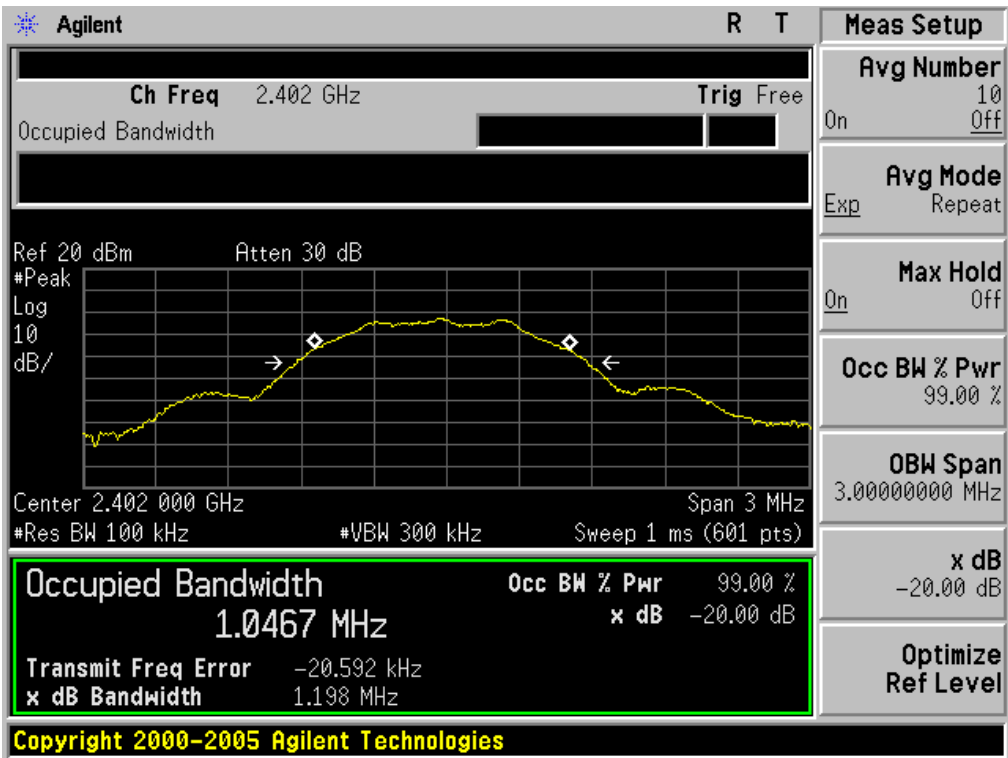 Agilent R T
Ch Freq 2.402 GHz Trig Free
Occupied Bandwidth
Ref 20 dBm Atten 30 dB
#Peak
Log
10
dB/
Center 2.402 000 GHz Span 3 MHz
#Res BW 100 kHz #VBW 300 kHz Sweep 1 ms (601 pts)
Occupied Bandwidth
1.0467 MHz
Occ BW % Pwr 99.00 %
x dB -20.00 dB
Transmit Freq Error -20.592 kHz
x dB Bandwidth 1.198 MHz
Copyright 2000-2005 Agilent Technologies
Meas Setup
Avg Number
10
On Off
Avg Mode
Exp Repeat
Max Hold
On Off
Occ BW % Pwr
99.00 %
OBW Span
3.00000000 MHz
x dB
-20.00 dB
Optimize
Ref Level